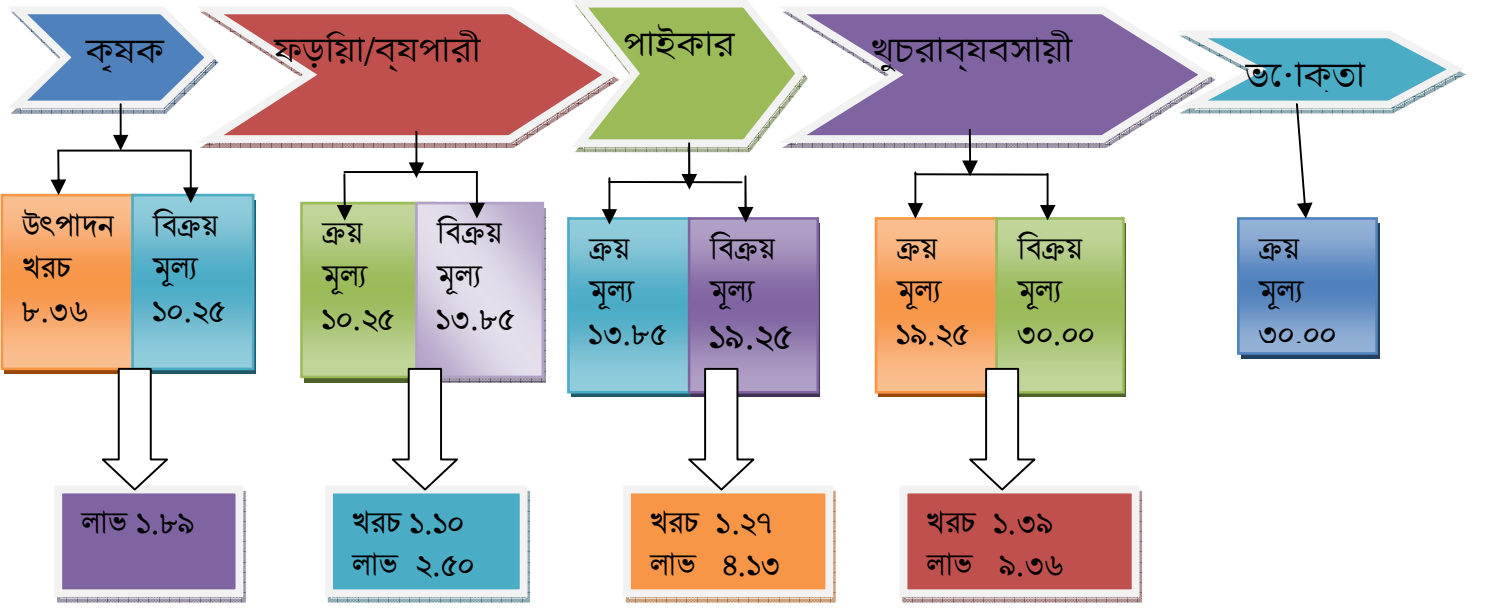 কৃষক
ফড়িয়া/ব্যপারী
পাইকার
খুচরাব্যবসায়ী
ভোক্তা
উৎপাদন
খরচ
৮.৩৬
বিক্রয়
মূল্য
১০.২৫
ক্রয়
মূল্য
১০.২৫
বিক্রয়
মূল্য
১৩.৮৫
ক্রয়
মূল্য
১৩.৮৫
বিক্রয়
মূল্য
১৯.২৫
ক্রয়
মূল্য
১৯.২৫
বিক্রয়
মূল্য
৩০.০০
ক্রয়
মূল্য
৩০.০০
লাভ ১.৮৯
খরচ ১.১০
লাভ ২.৫০
খরচ ১.২৭
লাভ ৪.১৩
খরচ ১.৩৯
লাভ ৯.৩৬